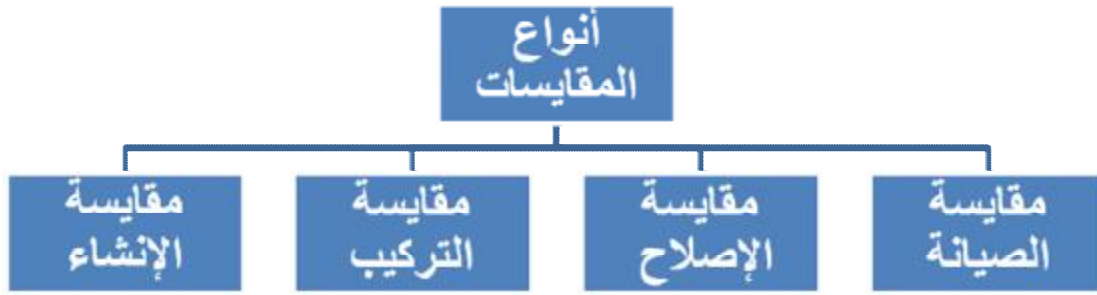 أنواع
المقايسات
مقايسة
الصيانة
مقايسة
الإصلاح
مقايسة
التركيب
مقايسة
الإنشاء